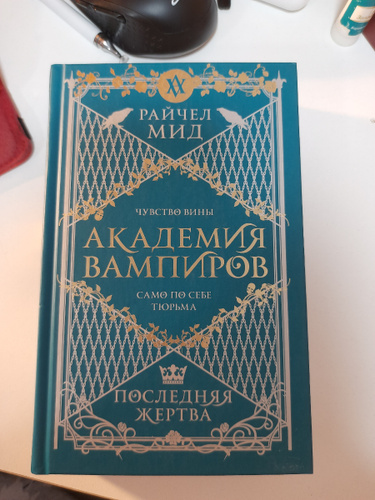 РАЙЧЕЛ
МИД
ЧУВСТВО ВИНЫ
АКАДЕМИЯ
ВАМПИРОВ
САМО ПО СЕБЕ
ТЮРЬМА
ПОСЛЕДНЯЯ
ЖЕРТВА